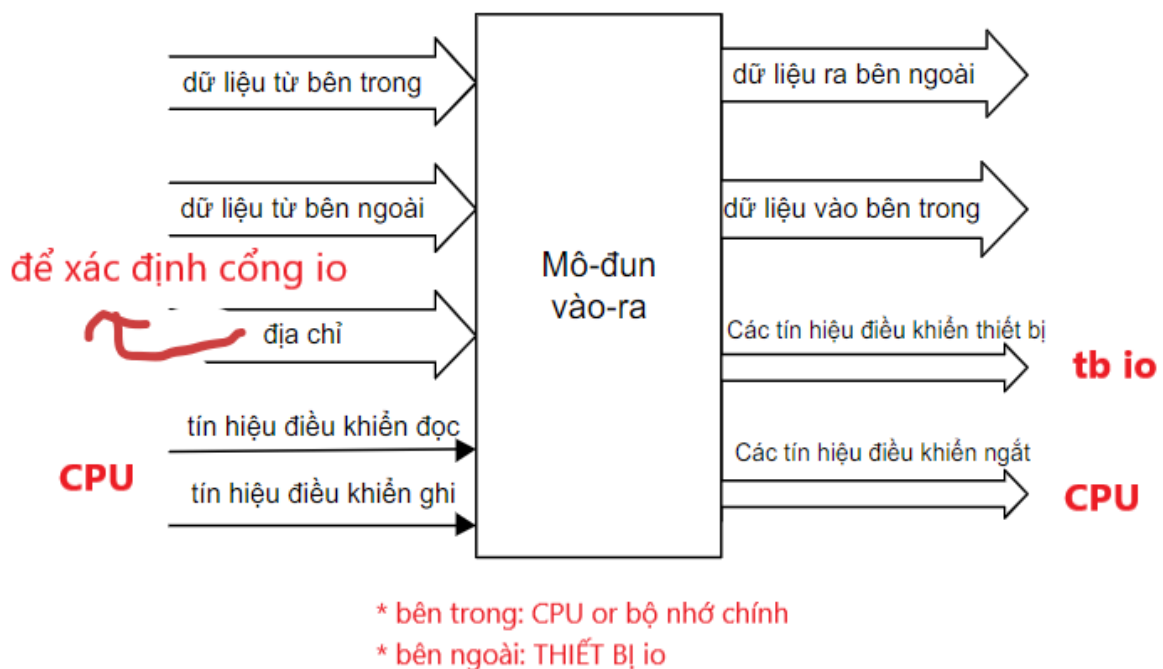 dữ liệu từ bên trong
dữ liệu từ bên ngoài
để xác định cổng io
địa chỉ
tín hiệu điều khiển đọc
CPU
tín hiệu điều khiển ghi
Mô-đun
vào-ra
dữ liệu ra bên ngoài
dữ liệu vào bên trong
Các tín hiệu điều khiển thiết bị
tb io
Các tín hiệu điều khiển ngắt
CPU
* bên trong: CPU or bộ nhớ chính
* bên ngoài: THIẾT BỊ io